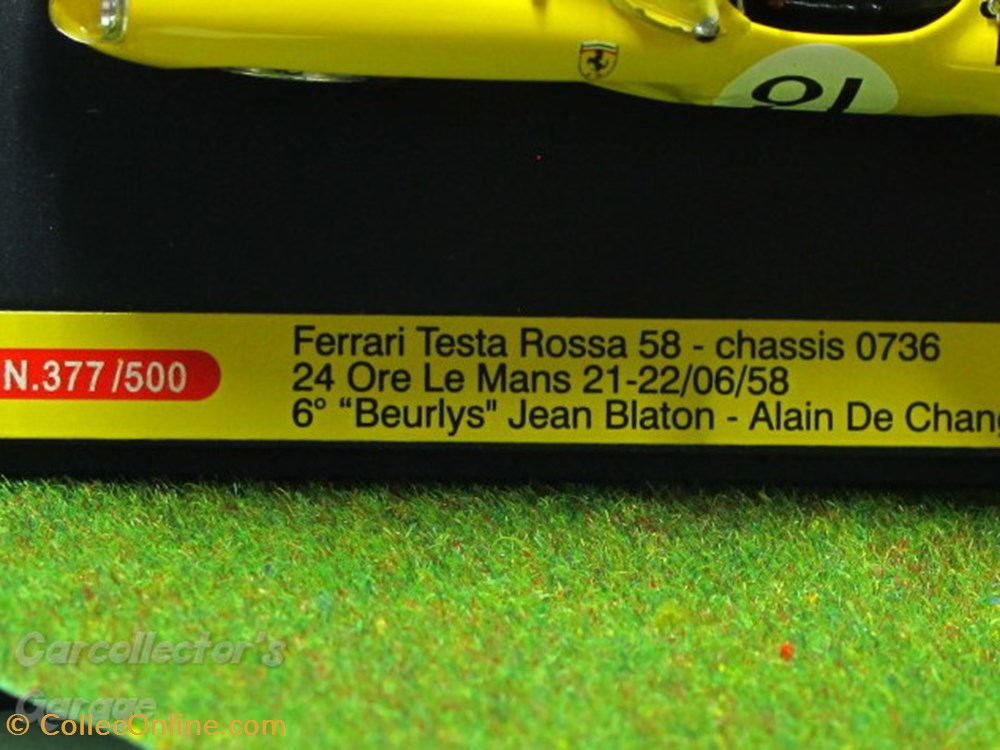 N.377/500
Ferrari Testa Rossa 58 - chassis 0736
24 Ore Le Mans 21-22/06/58
6° “Beurlys" Jean Blaton - Alain De Chang
Carcollector's
Garage
© CollecOnline.com